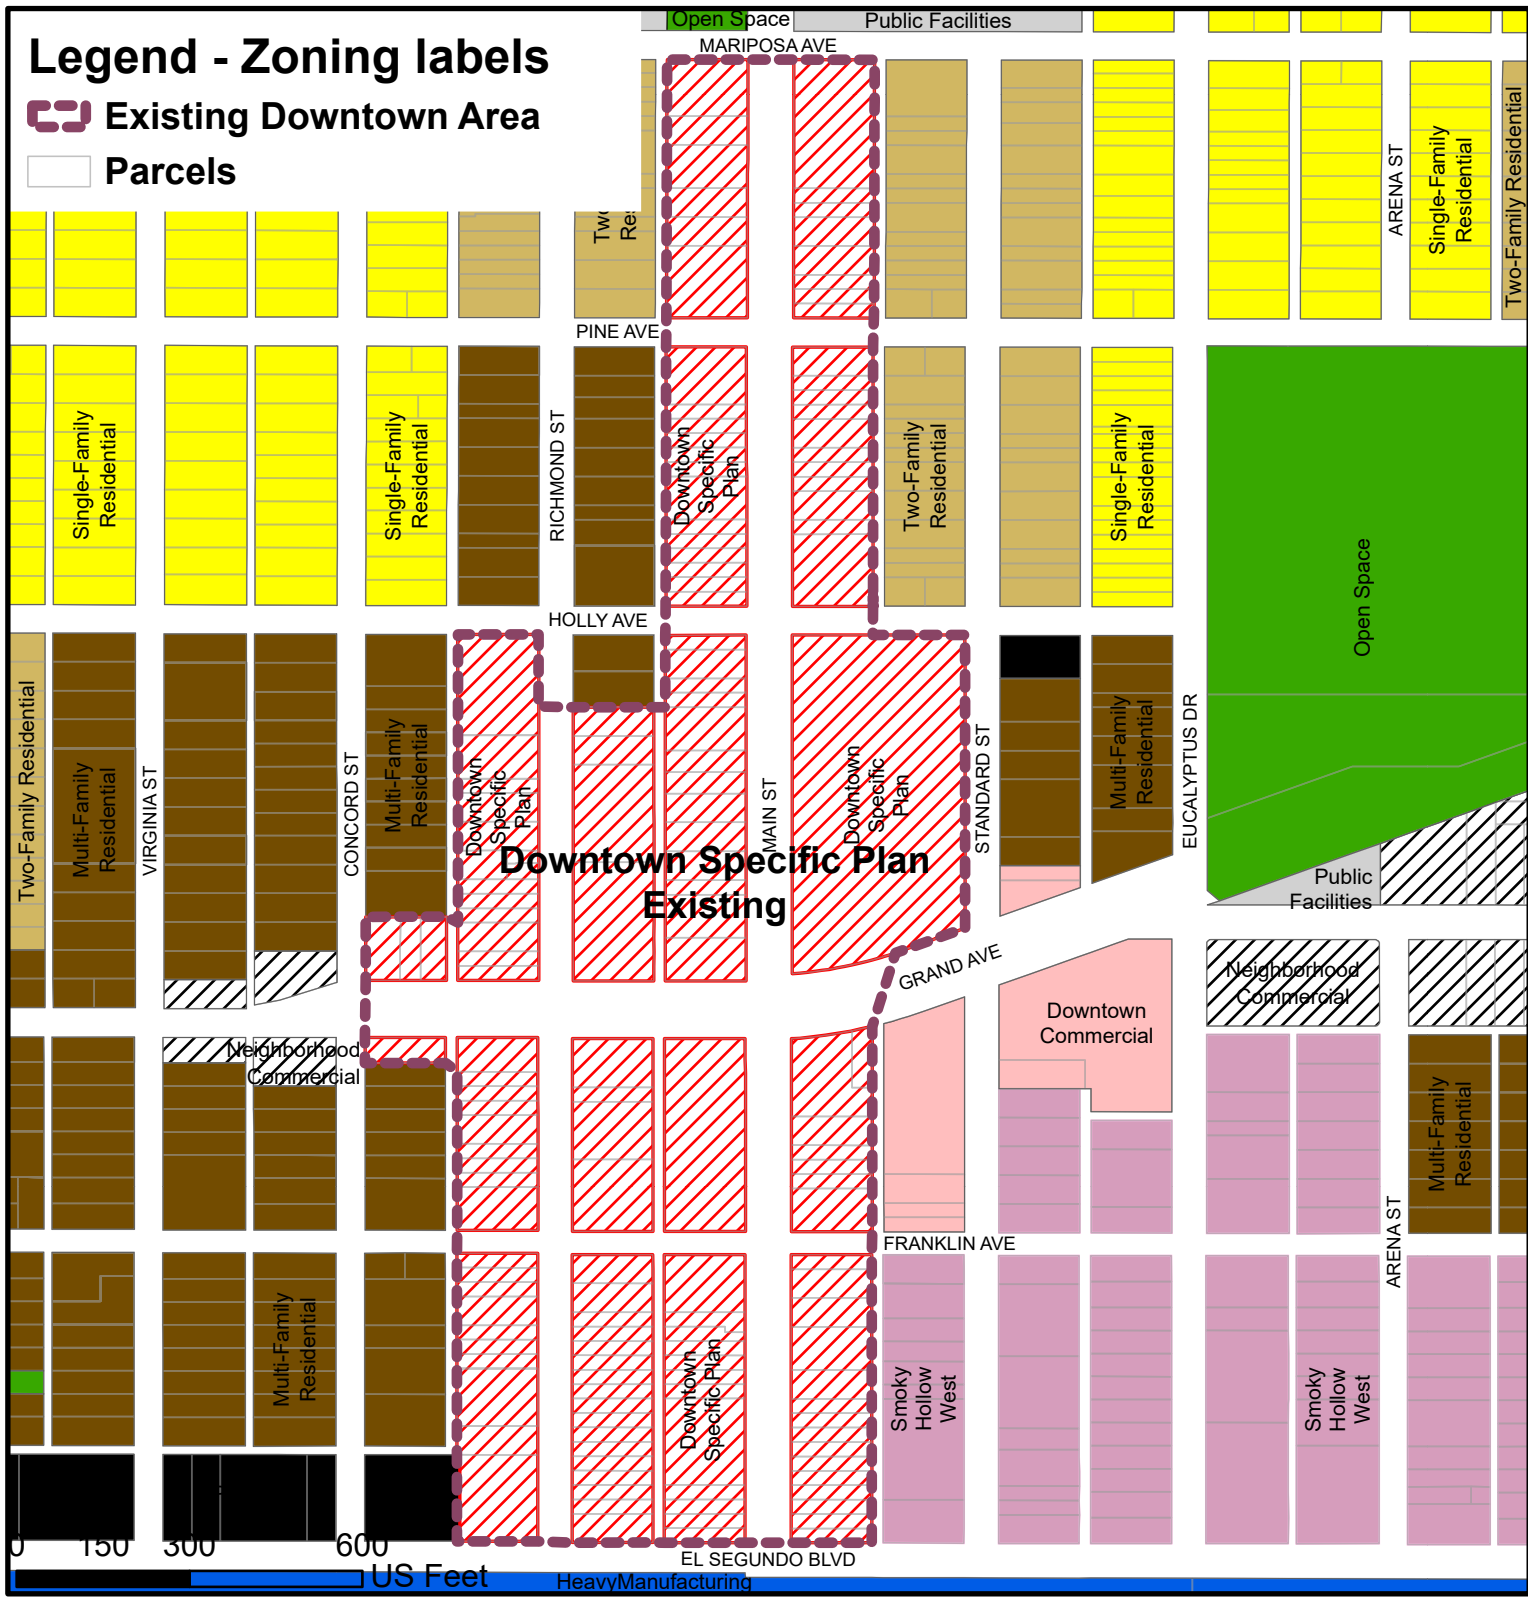 Open Space
Public Facilities
MARIPOSA AVE
Legend - Zoning labels
Existing Downtown Area
Parcels
Two-Family Residential
Single-Family
Residential
ARENA ST
PINE AVE
Single-Family
Residential
Single-Family
Residential
RICHMOND ST
Downtown
Specific
Plan
Two-Family
Residential
Single-Family
Residential
Open Space
HOLLY AVE
Two-Family Residential
Multi-Family
Residential
VIRGINIA ST
CONCORD ST
Multi-Family
Residential
Downtown
Specific
Plan
MAIN ST
Downtown
Specific
Plan
STANDARD ST
Multi-Family
Residential
EUCALYPTUS DR
Downtown Specific Plan
Existing
Public
Facilities
GRAND AVE
Neighborhood
Commercial
Downtown
Commercial
Neighborhood
Commercial
Multi-Family
Residential
FRANKLIN AVE
ARENA ST
Multi-Family
Residential
Downtown
Specific Plan
Smoky
Hollow
West
Smoky
Hollow
West
0 150 300 600
US Feet
EL SEGUNDO BLVD
HeavyManufacturing